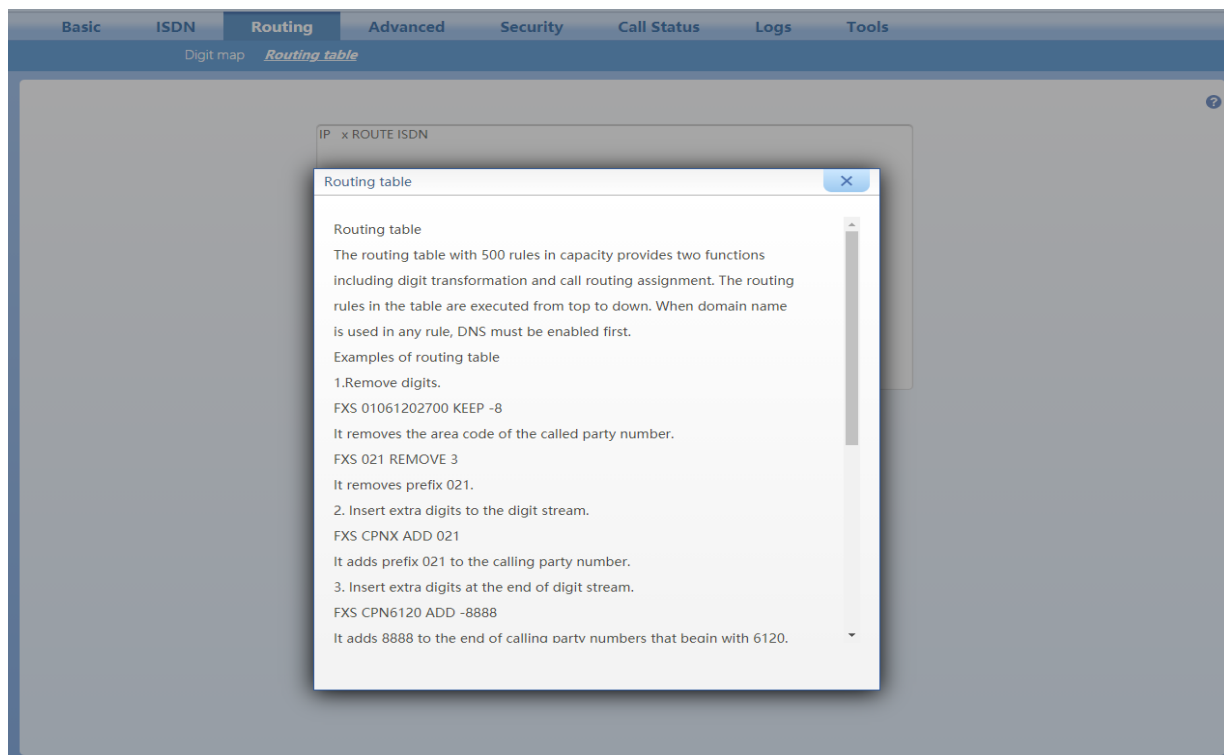 Basic ISDN Routing Advanced Security Call Status Logs Tools
Digit map Routing table
IP x ROUTE ISDN
Routing table
Routing table
The routing table with 500 rules in capacity provides two functions
including digit transformation and call routing assignment. The routing
rules in the table are executed from top to down. When domain name
is used in any rule, DNS must be enabled first.
Examples of routing table
1.Remove digits.
FXS 01061202700 KEEP -8
It removes the area code of the called party number.
FXS 021 REMOVE 3
It removes prefix 021.
2. Insert extra digits to the digit stream.
FXS CPNX ADD 021
It adds prefix 021 to the calling party number.
3. Insert extra digits at the end of digit stream.
FXS CPN6120 ADD -8888
It adds 8888 to the end of calling party numbers that begin with 6120.